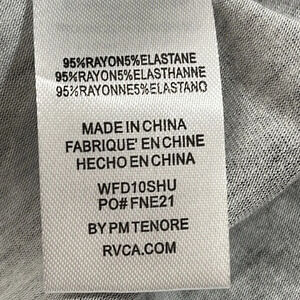 95%RAYON5%ELASTANE
95%RAYON5%ELASTHANNE
95%RAYONNE5%ELASTANO
MADE IN CHINA
FABRIQUE' EN CHINE
HECHO EN CHINA
WFD10SHU
PO# FNE21
BY PM TENORE
RVCA.COM